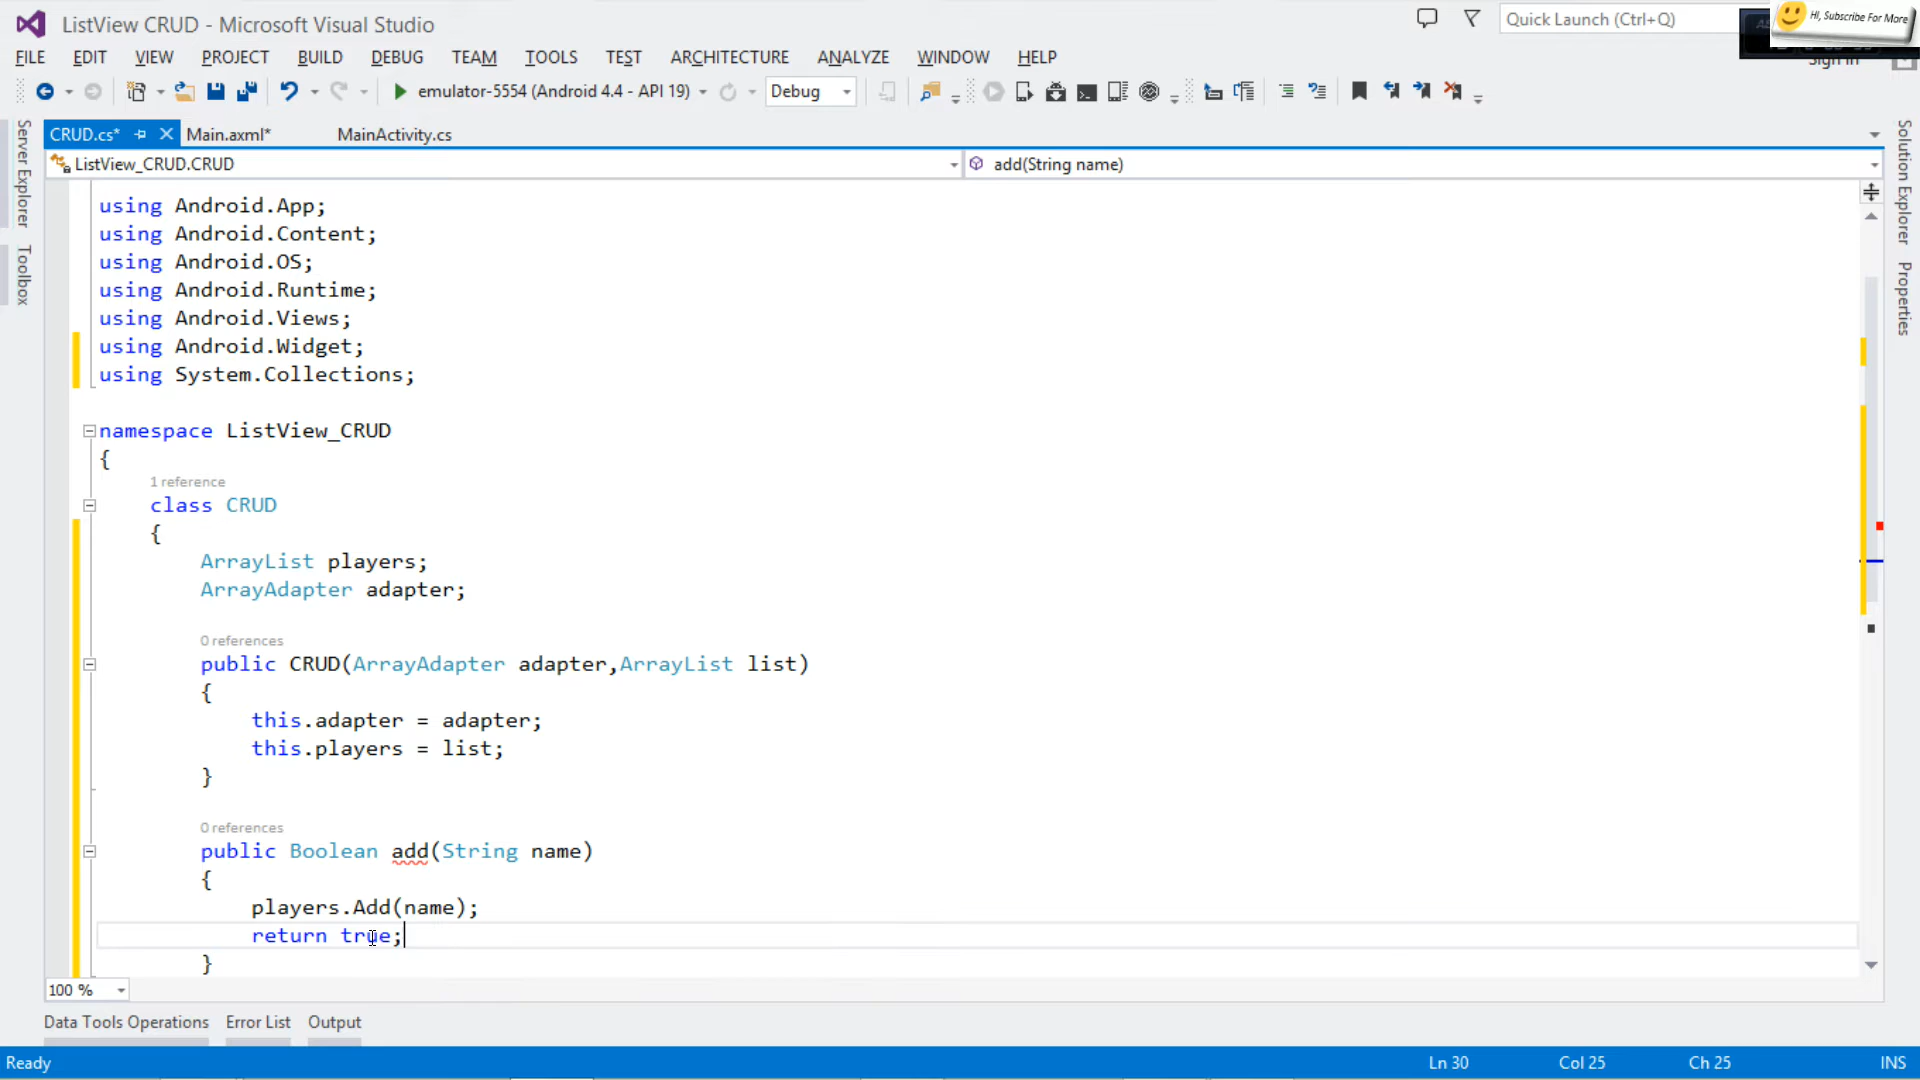 ListView CRUD - Microsoft Visual Studio
Quick Launch (Ctrl+Q)
Hi, Subscribe For More
Sign in
FILE EDIT VIEW PROJECT BUILD DEBUG TEAM TOOLS TEST ARCHITECTURE ANALYZE WINDOW HELP
emulator-5554 (Android 4.4 - API 19) Debug
CRUD.cs* Main.axml* MainActivity.cs
ListView_CRUD.CRUD add(String name)
Server Explorer
Toolbox
Solution Explorer
Properties
using Android.App;
using Android.Content;
using Android.OS;
using Android.Runtime;
using Android.Views;
using Android.Widget;
using System.Collections;
namespace ListView_CRUD
{
1 reference
class CRUD
{
ArrayList players;
ArrayAdapter adapter;
0 references
public CRUD(ArrayAdapter adapter,ArrayList list)
{
this.adapter = adapter;
this.players = list;
}
0 references
public Boolean add(String name)
{
players.Add(name);
return true;
}
100 %
Data Tools Operations Error List Output
Ready Ln 30 Col 25 Ch 25 INS